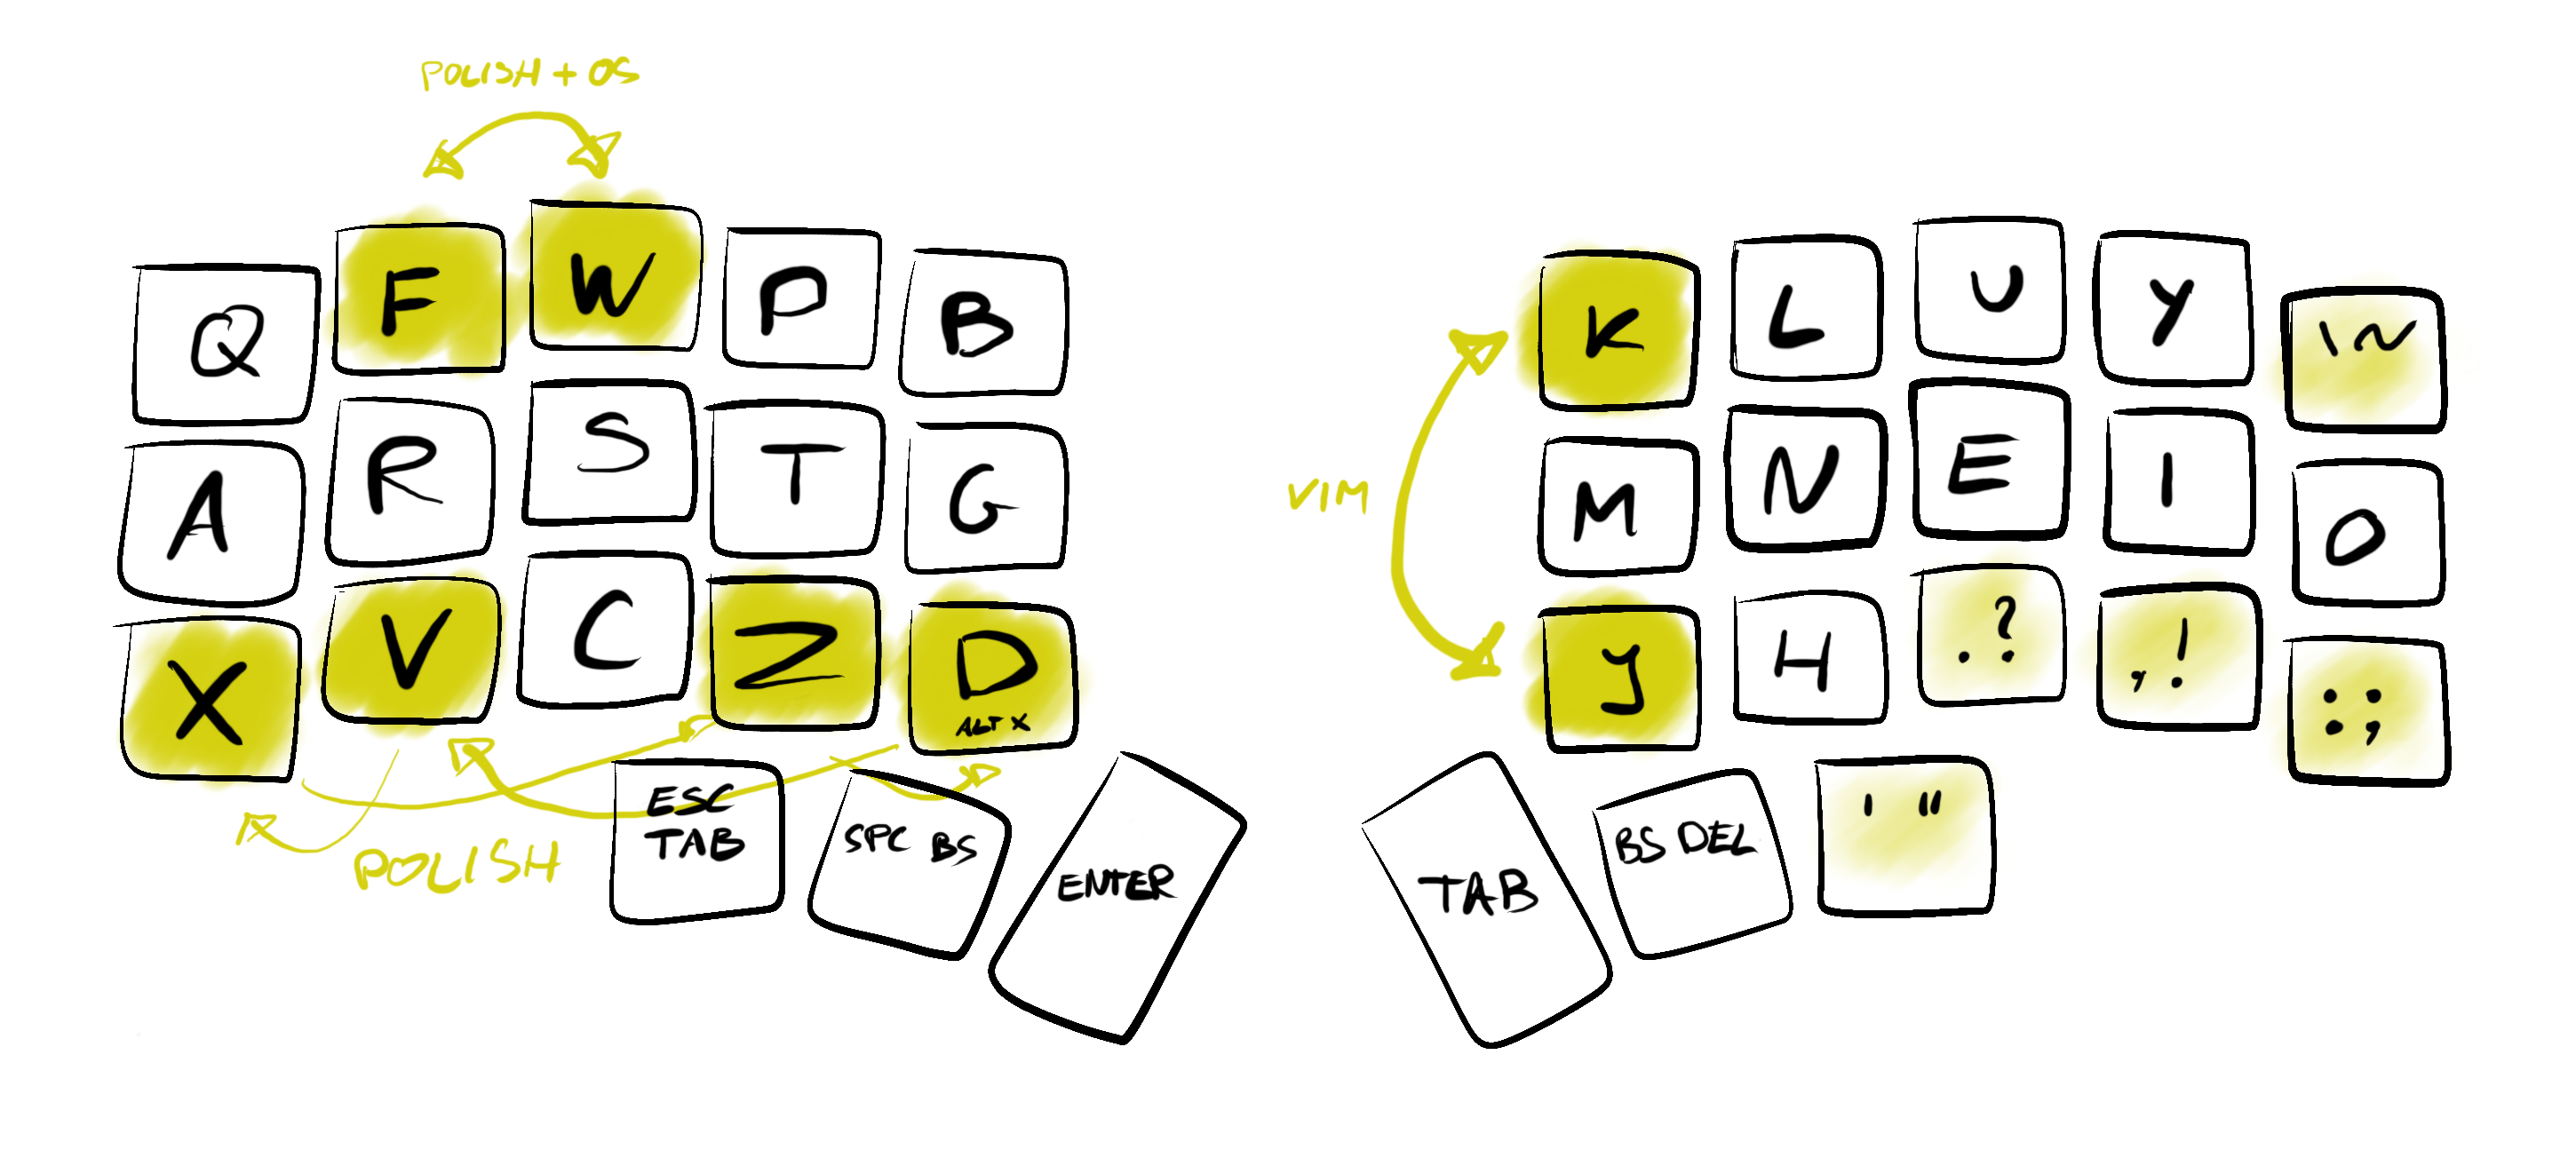 POLISH + OS
Q F W P B K L U Y \ ~
A R S T G M N E I O
VIM
X V C Z D J H . ? , ! : ;
ALT X
ESC
TAB
SPC BS
ENTER
TAB
BS DEL
' "
POLISH